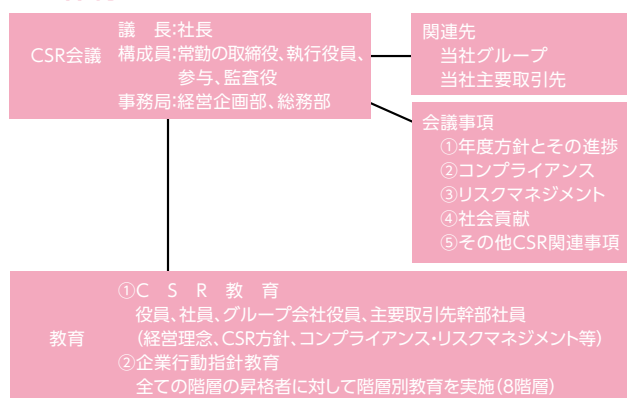 CSR会議
議　長:社長
構成員:常勤の取締役、執行役員、
参与、監査役
事務局:経営企画部、総務部
関連先
当社グループ
当社主要取引先
会議事項
①年度方針とその進捗
②コンプライアンス
③リスクマネジメント
④社会貢献
⑤その他CSR関連事項
教育
①C　S　R　教　育
役員、社員、グループ会社役員、主要取引先幹部社員
(経営理念、CSR方針、コンプライアンス・リスクマネジメント等)
②企業行動指針教育
全ての階層の昇格者に対して階層別教育を実施(8階層)